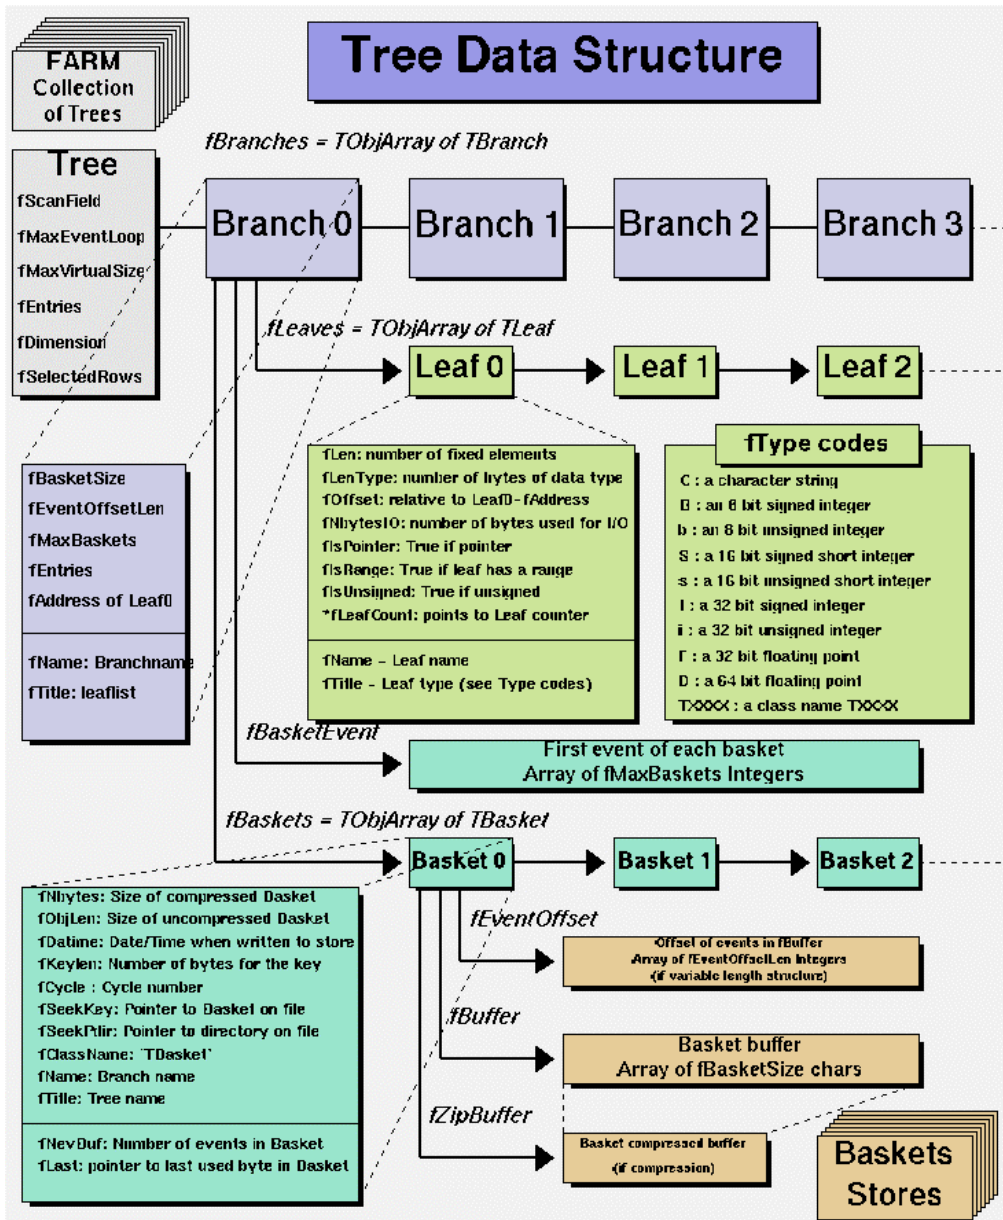 FARM
Collection
of Trees
Tree Data Structure
fBranches = TObjArray of TBranch
Tree
fScanField
fMaxEventLoop
fMaxVirtualSize
fEntries
fDimension
fSelectedRows
Branch 0
Branch 1
Branch 2
Branch 3
fLeaves = TObjArray of TLeaf
Leaf 0
Leaf 1
Leaf 2
fBasketSize
fEventOffsetLen
fMaxBaskets
fEntries
fAddress of Leaf0
fName: Branchname
fTitle: leaflist
fLen: number of fixed elements
fLenType: number of bytes of data type
fOffset: relative to Leaf0-fAddress
fNbytesIO: number of bytes used for I/O
fIsPointer: True if pointer
fIsRange: True if leaf has a range
fIsUnsigned: True if unsigned
*fLeafCount: points to Leaf counter
fName - Leaf name
fTitle - Leaf type (see Type codes)
fType codes
C : a character string
B : an 8 bit signed integer
b : an 8 bit unsigned integer
S : a 16 bit signed short integer
s : a 16 bit unsigned short integer
I : a 32 bit signed integer
i : a 32 bit unsigned integer
F : a 32 bit floating point
D : a 64 bit floating point
TXXXX : a class name TXXXX
fBasketEvent
First event of each basket
Array of fMaxBaskets Integers
fBaskets = TObjArray of TBasket
Basket 0
Basket 1
Basket 2
fNbytes: Size of compressed Basket
fObjLen: Size of uncompressed Basket
fDatime: Date/Time when written to store
fKeylen: Number of bytes for the key
fCycle : Cycle number
fSeekKey: Pointer to Basket on file
fSeekPdir: Pointer to directory on file
fClassName: 'TBasket'
fName: Branch name
fTitle: Tree name
fNevBuf: Number of events in Basket
fLast: pointer to last used byte in Basket
fEventOffset
Offset of events in fBuffer
Array of fEventOffsetLen Integers
(if variable length structure)
fBuffer
Basket buffer
Array of fBasketSize chars
fZipBuffer
Basket compressed buffer
(if compression)
Baskets
Stores